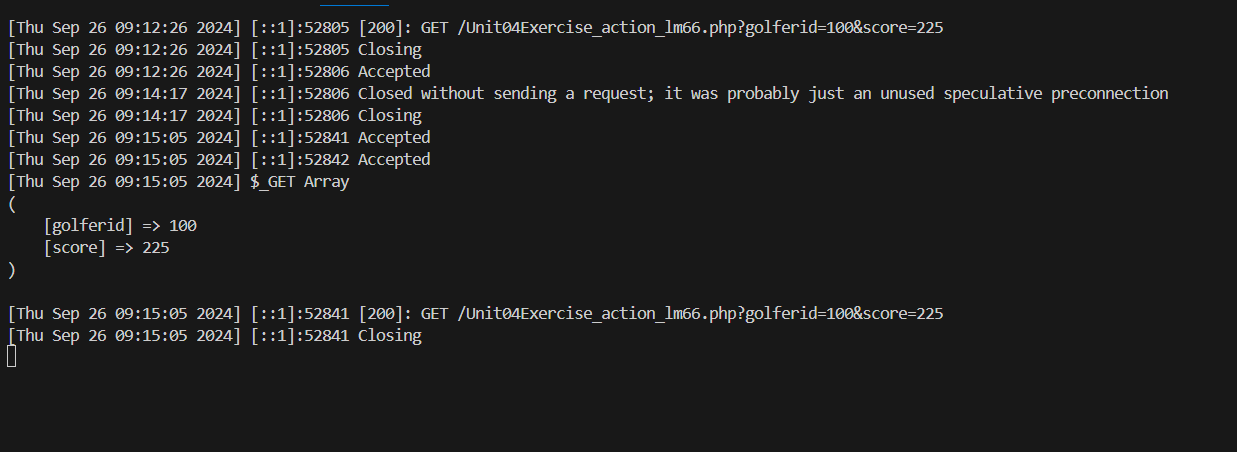 [Thu Sep 26 09:12:26 2024] [::1]:52805 [200]: GET /Unit04Exercise_action_lm66.php?golferid=100&score=225
[Thu Sep 26 09:12:26 2024] [::1]:52805 Closing
[Thu Sep 26 09:12:26 2024] [::1]:52806 Accepted
[Thu Sep 26 09:14:17 2024] [::1]:52806 Closed without sending a request; it was probably just an unused speculative preconnection
[Thu Sep 26 09:14:17 2024] [::1]:52806 Closing
[Thu Sep 26 09:15:05 2024] [::1]:52841 Accepted
[Thu Sep 26 09:15:05 2024] [::1]:52842 Accepted
[Thu Sep 26 09:15:05 2024] $_GET Array
(
    [golferid] => 100
    [score] => 225
)
[Thu Sep 26 09:15:05 2024] [::1]:52841 [200]: GET /Unit04Exercise_action_lm66.php?golferid=100&score=225
[Thu Sep 26 09:15:05 2024] [::1]:52841 Closing